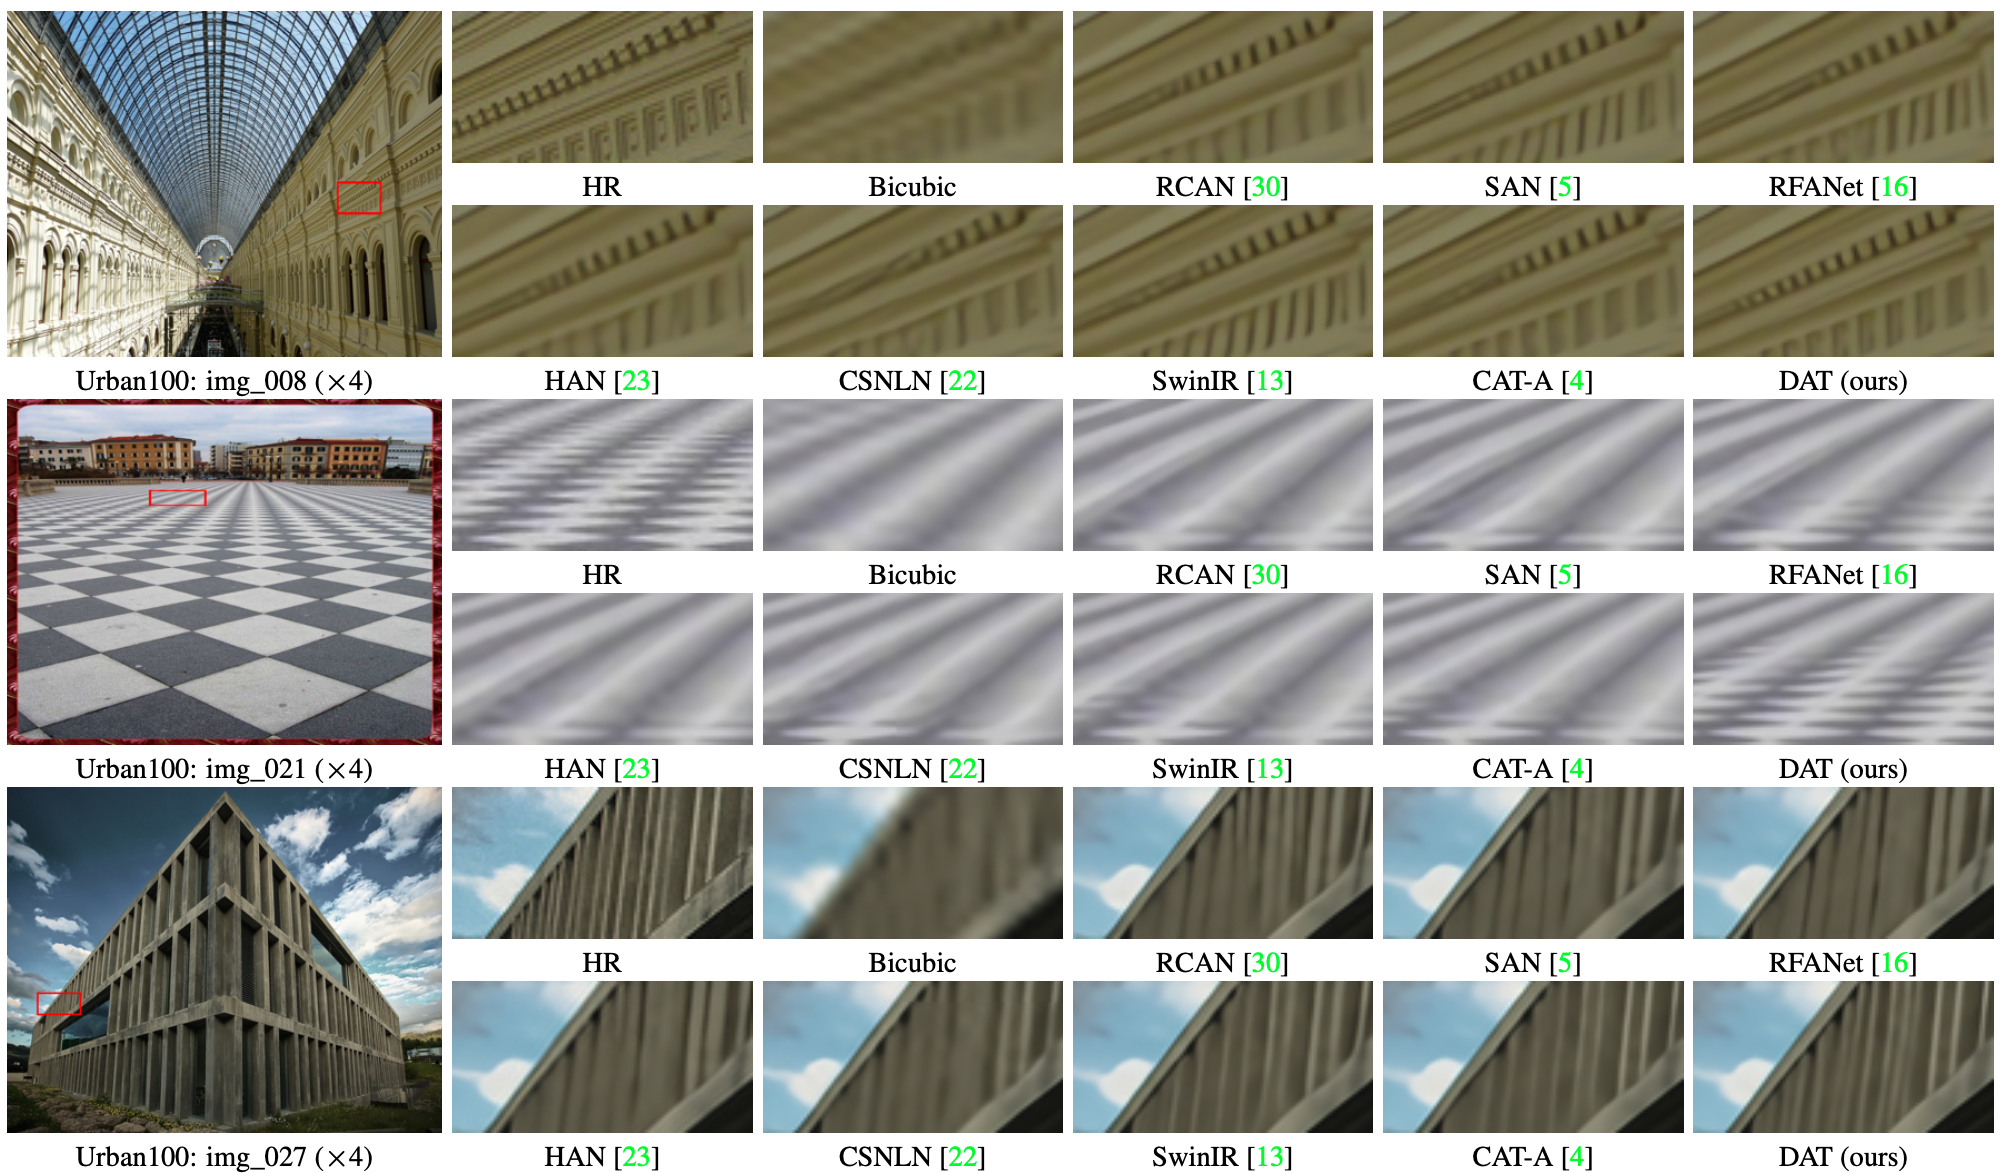 HR Bicubic RCAN [30] SAN [5] RFANet [16]
Urban100: img_008 (×4) HAN [23] CSNLN [22] SwinIR [13] CAT-A [4] DAT (ours)
HR Bicubic RCAN [30] SAN [5] RFANet [16]
Urban100: img_021 (×4) HAN [23] CSNLN [22] SwinIR [13] CAT-A [4] DAT (ours)
HR Bicubic RCAN [30] SAN [5] RFANet [16]
Urban100: img_027 (×4) HAN [23] CSNLN [22] SwinIR [13] CAT-A [4] DAT (ours)